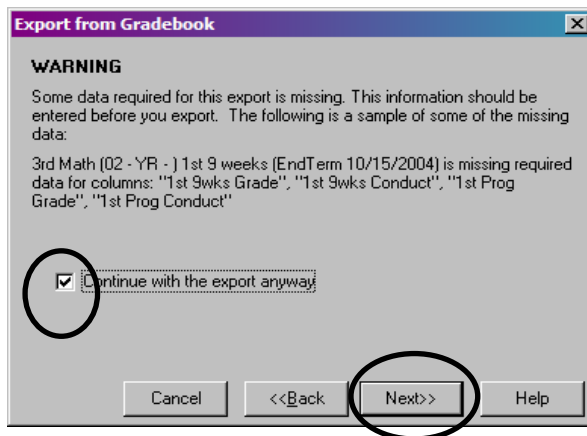 Export from Gradebook
WARNING
Some data required for this export is missing. This information should be
entered before you export. The following is a sample of some of the missing
data:
3rd Math (02 - YR - ) 1st 9 weeks (EndTerm 10/15/2004) is missing required
data for columns: "1st 9wks Grade", "1st 9wks Conduct", "1st Prog
Grade", "1st Prog Conduct"
Continue with the export anyway
Cancel
<<Back
Next>>
Help